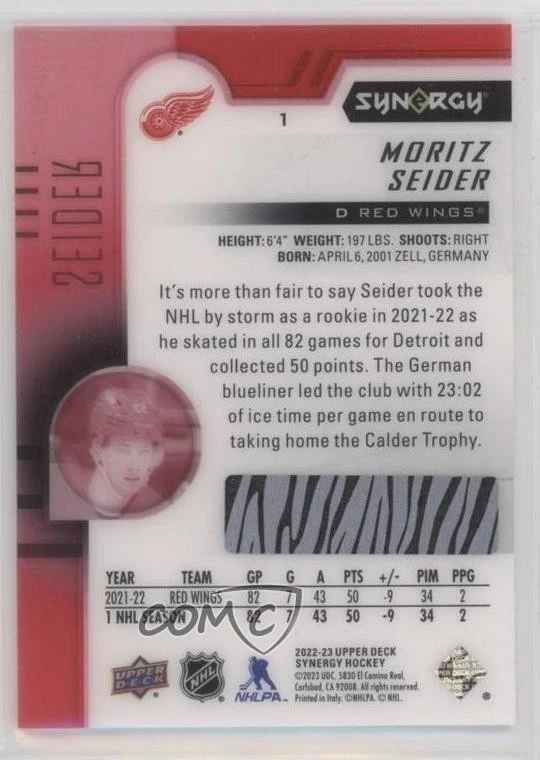 SYNERGY
1
MORITZ
SEIDER
SEIDER
D RED WINGS®
HEIGHT: 6'4" WEIGHT: 197 LBS. SHOOTS: RIGHT
BORN: APRIL 6, 2001 ZELL, GERMANY
It's more than fair to say Seider took the
NHL by storm as a rookie in 2021-22 as
he skated in all 82 games for Detroit and
collected 50 points. The German
blueliner led the club with 23:02
of ice time per game en route to
taking home the Calder Trophy.
YEAR TEAM GP G A PTS +/- PIM PPG
2021-22 RED WINGS 82 7 43 50 -9 34 2
1 NHL SEASON 82 7 43 50 -9 34 2
COMC
UPPER DECK
NHL
NHLPA
2022-23 UPPER DECK
SYNERGY HOCKEY
©2023 UDC. 5830 El Camino Real,
Carlsbad, CA 92008. All rights reserved.
Printed in Italy. ©NHLPA. © NHL.
®